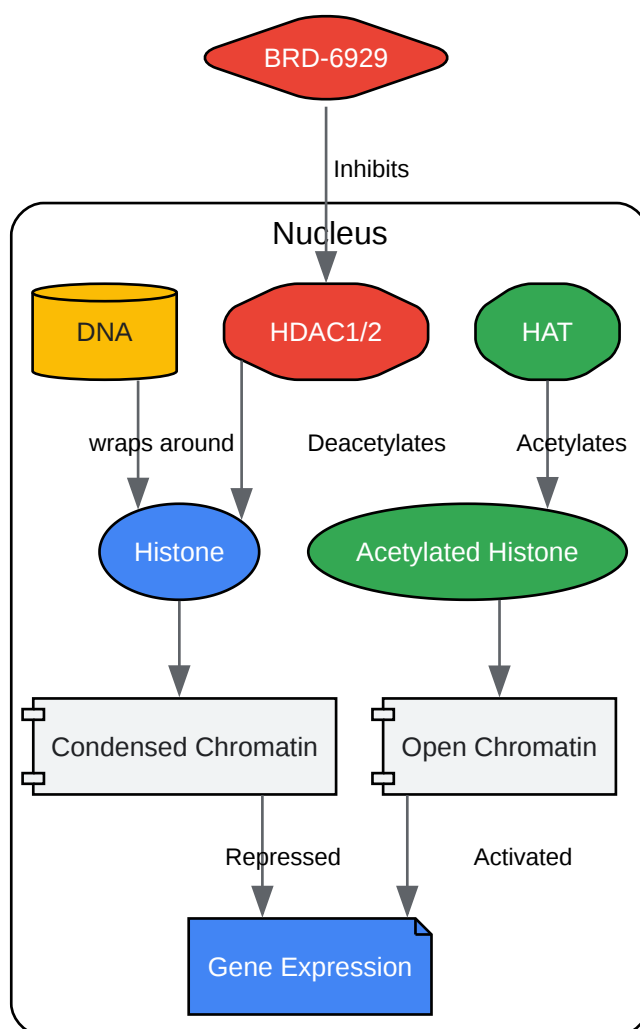 BRD-6929
Inhibits
Nucleus
DNA
HDAC1/2
HAT
wraps around
Deacetylates
Acetylates
Histone
Acetylated Histone
Condensed Chromatin
Open Chromatin
Repressed
Activated
Gene Expression